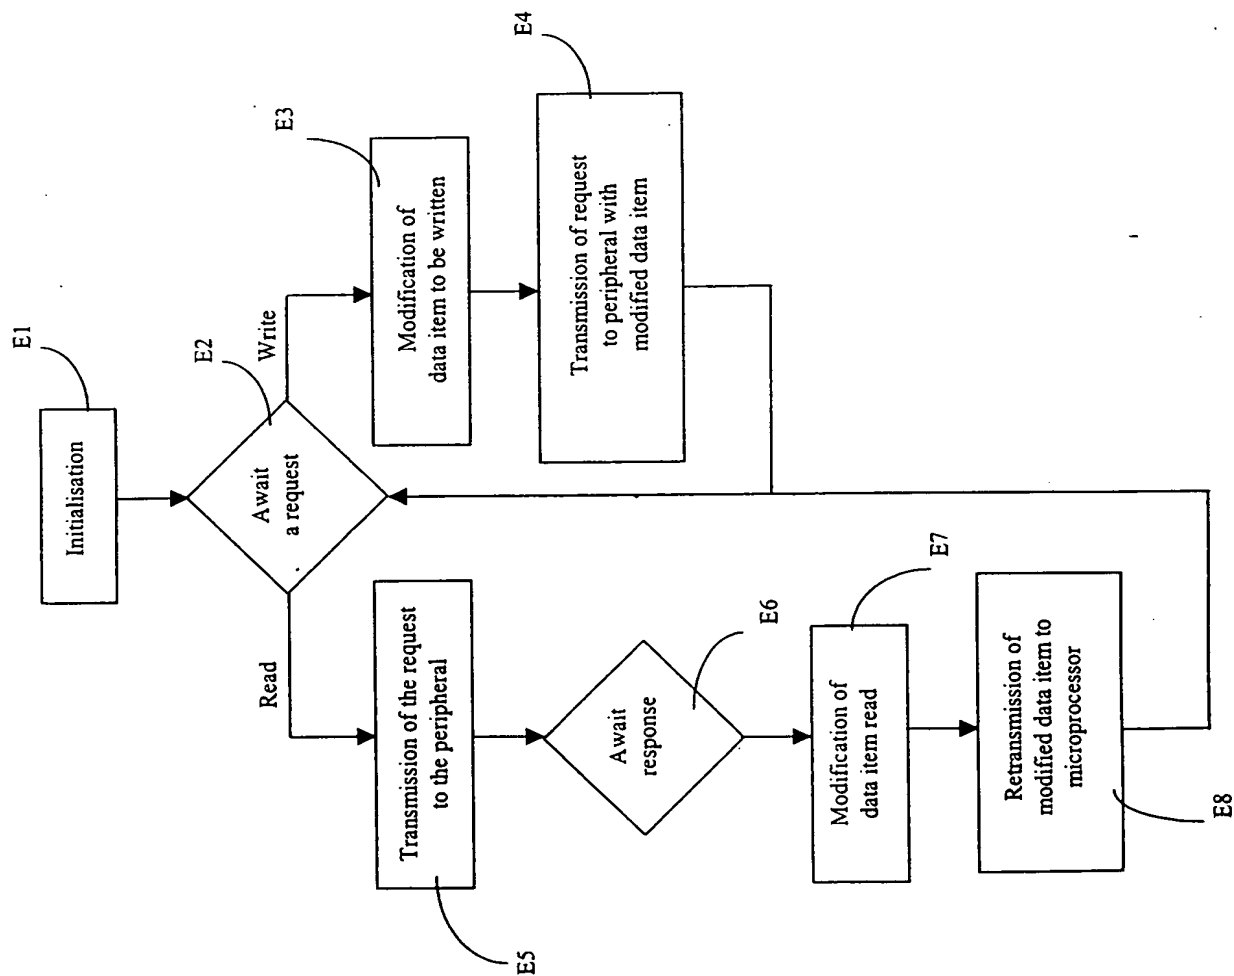 E1
Initialisation
E2
Await
a request
Read
Write
E3
Modification of
data item to be written
E4
Transmission of request
to peripheral with
modified data item
E5
Transmission of the request
to the peripheral
E6
Await
response
E7
Modification of
data item read
E8
Retransmission of
modified data item to
microprocessor